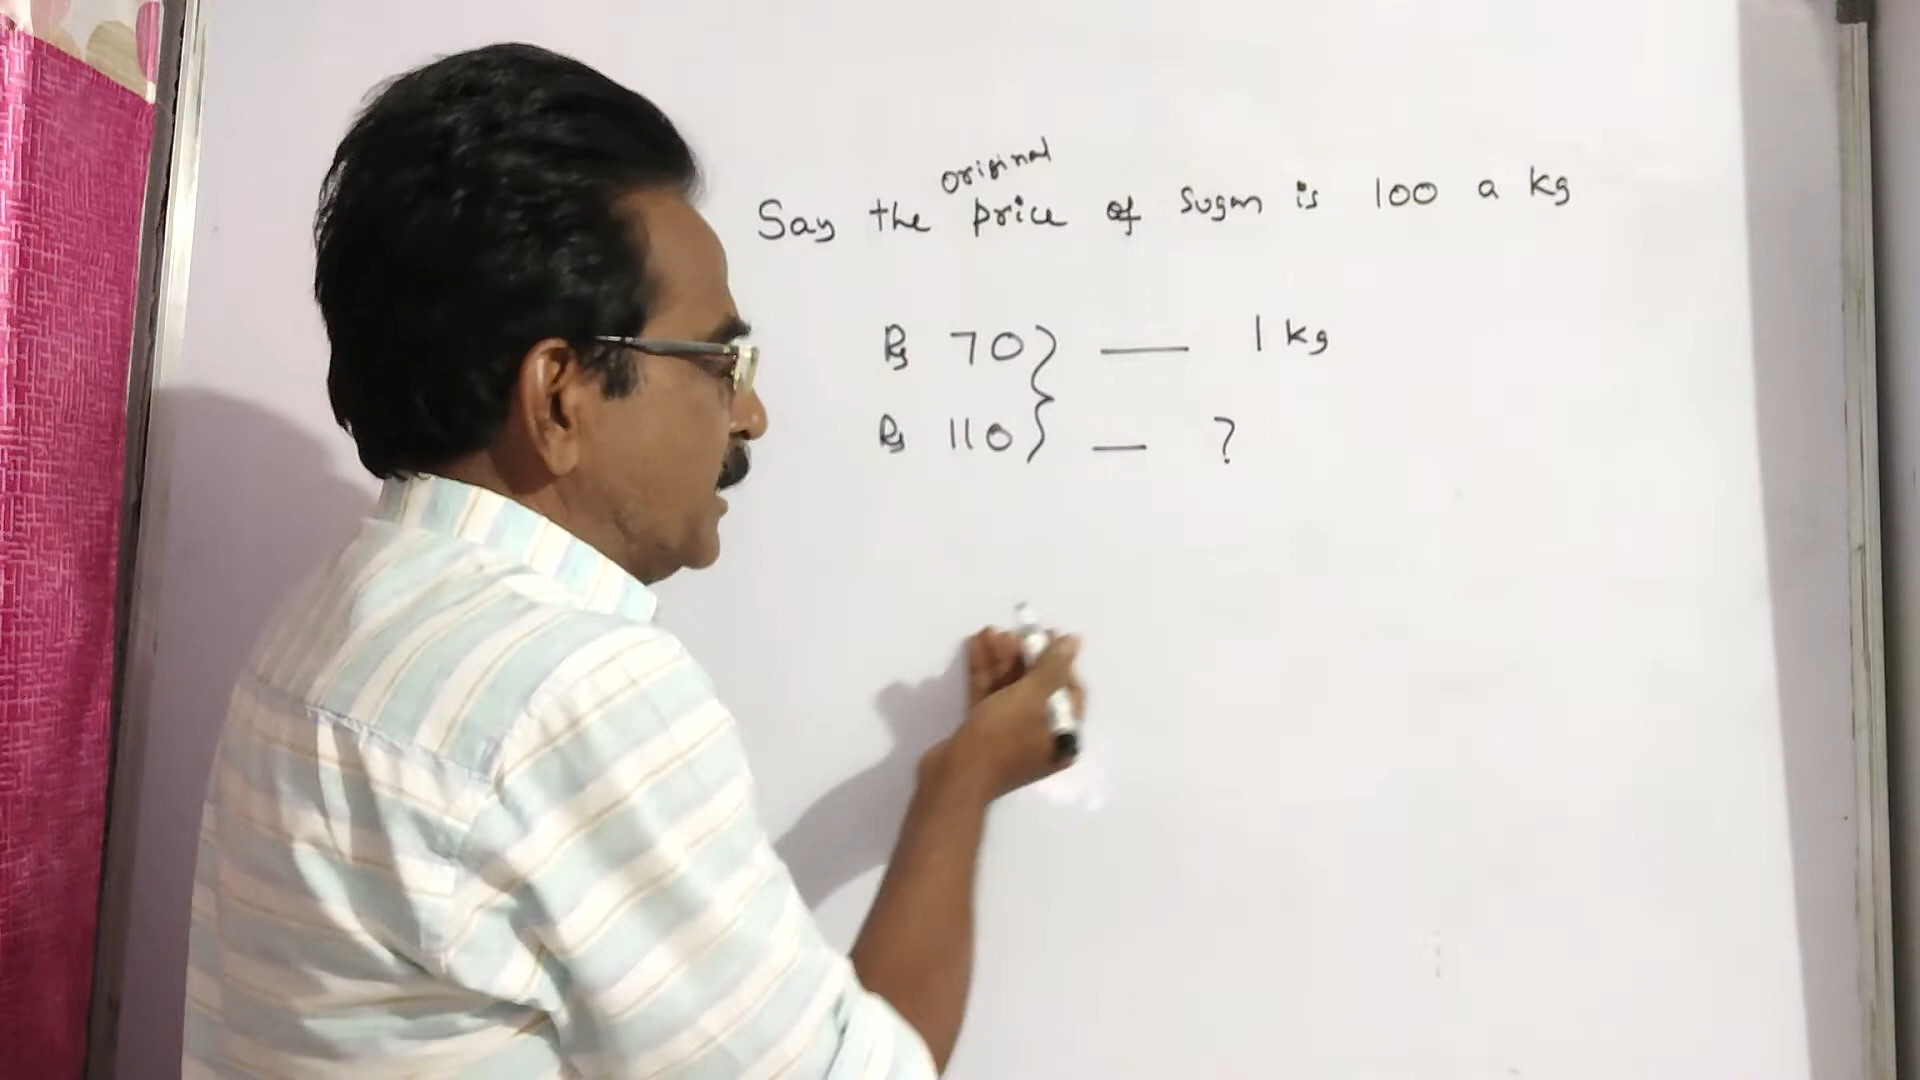 original
Say the price of Sugar is 100 a kg
Rs 70 } — 1 kg
Rs 110 } — ?